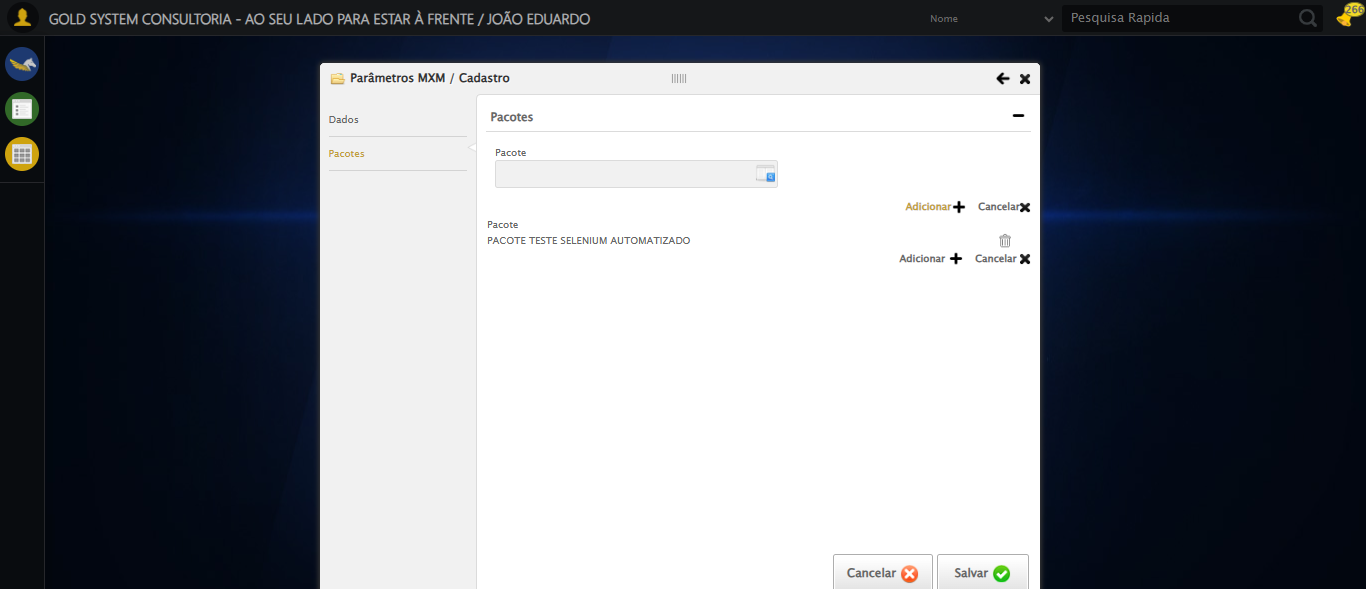 GOLD SYSTEM CONSULTORIA - AO SEU LADO PARA ESTAR À FRENTE / JOÃO EDUARDO
Nome
Pesquisa Rapida
266
Parâmetros MXM / Cadastro
Dados
Pacotes
Pacotes
Pacote
Adicionar Cancelar
Pacote
PACOTE TESTE SELENIUM AUTOMATIZADO
Adicionar Cancelar
Cancelar Salvar